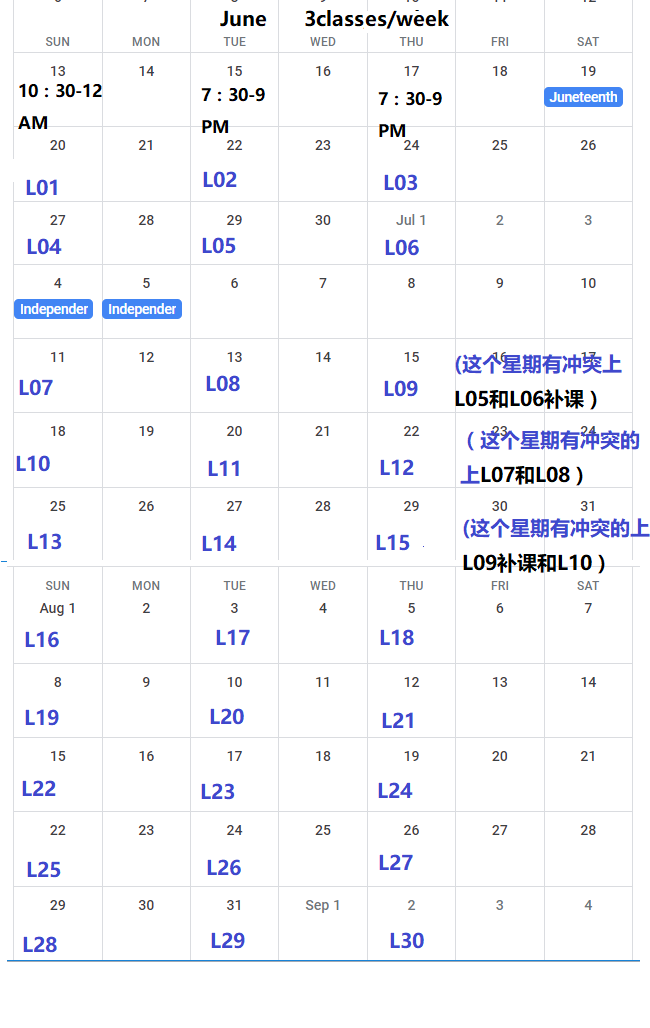 June 3classes/week
SUN MON TUE WED THU FRI SAT
13 14 15 16 17 18 19
10：30-12 7：30-9 7：30-9 Juneteenth
AM PM PM
20 21 22 23 24 25 26
L01 L02 L03
27 28 29 30 Jul 1 2 3
L04 L05 L06
4 5 6 7 8 9 10
Independer Independer
11 12 13 14 15 16 17
L07 L08 L09 (这个星期有冲突上
L05和L06补课）
18 19 20 21 22 23 24
L10 L11 L12 （这个星期有冲突的
上L07和L08）
25 26 27 28 29 30 31
L13 L14 L15 (这个星期有冲突的上
L09补课和L10）
SUN MON TUE WED THU FRI SAT
Aug 1 2 3 4 5 6 7
L16 L17 L18
8 9 10 11 12 13 14
L19 L20 L21
15 16 17 18 19 20 21
L22 L23 L24
22 23 24 25 26 27 28
L25 L26 L27
29 30 31 Sep 1 2 3 4
L28 L29 L30